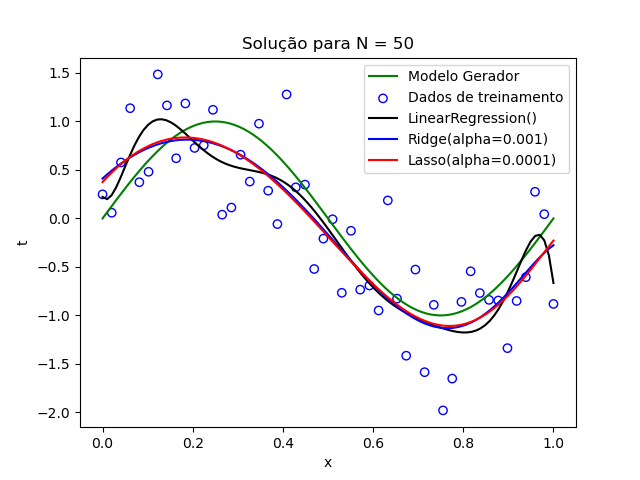 Solução para N = 50
Modelo Gerador
Dados de treinamento
LinearRegression()
Ridge(alpha=0.001)
Lasso(alpha=0.0001)
1.5
1.0
0.5
0.0
−0.5
−1.0
−1.5
−2.0
t
0.0 0.2 0.4 0.6 0.8 1.0
x